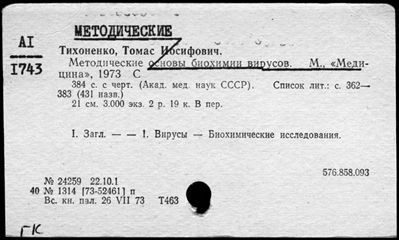 МЕТОДИЧЕСКИЕ
АI
I743
Тихоненко, Томас Иосифович.
Методические основы биохимии вирусов. М., «Меди-
цина», 1973 С
384 с. с черт. (Акад. мед. наук СССР). Список лит.: с. 362—
383 (431 назв.)
21 см. 3.000 экз. 2 р. 19 к. В пер.
I. Загл. — — 1. Вирусы — Биохимические исследования.
576.858.093
№ 24259 22.10.1
40 № 1314 [73-52461] п
Вс. кн. пал. 26 VII 73 Т463
ГК